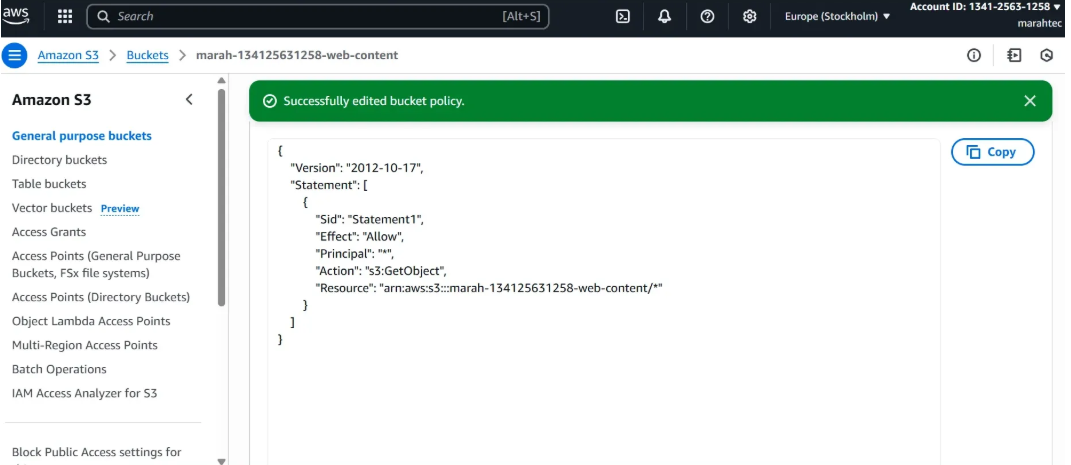 aws
Search
[Alt+S]
Europe (Stockholm)
Account ID: 1341-2563-1258
marahtec
Amazon S3 > Buckets > marah-134125631258-web-content
Amazon S3
General purpose buckets
Directory buckets
Table buckets
Vector buckets Preview
Access Grants
Access Points (General Purpose
Buckets, FSx file systems)
Access Points (Directory Buckets)
Object Lambda Access Points
Multi-Region Access Points
Batch Operations
IAM Access Analyzer for S3
Block Public Access settings for
Successfully edited bucket policy.
{
"Version": "2012-10-17",
"Statement": [
{
"Sid": "Statement1",
"Effect": "Allow",
"Principal": "*",
"Action": "s3:GetObject",
"Resource": "arn:aws:s3:::marah-134125631258-web-content/*"
}
]
}
Copy